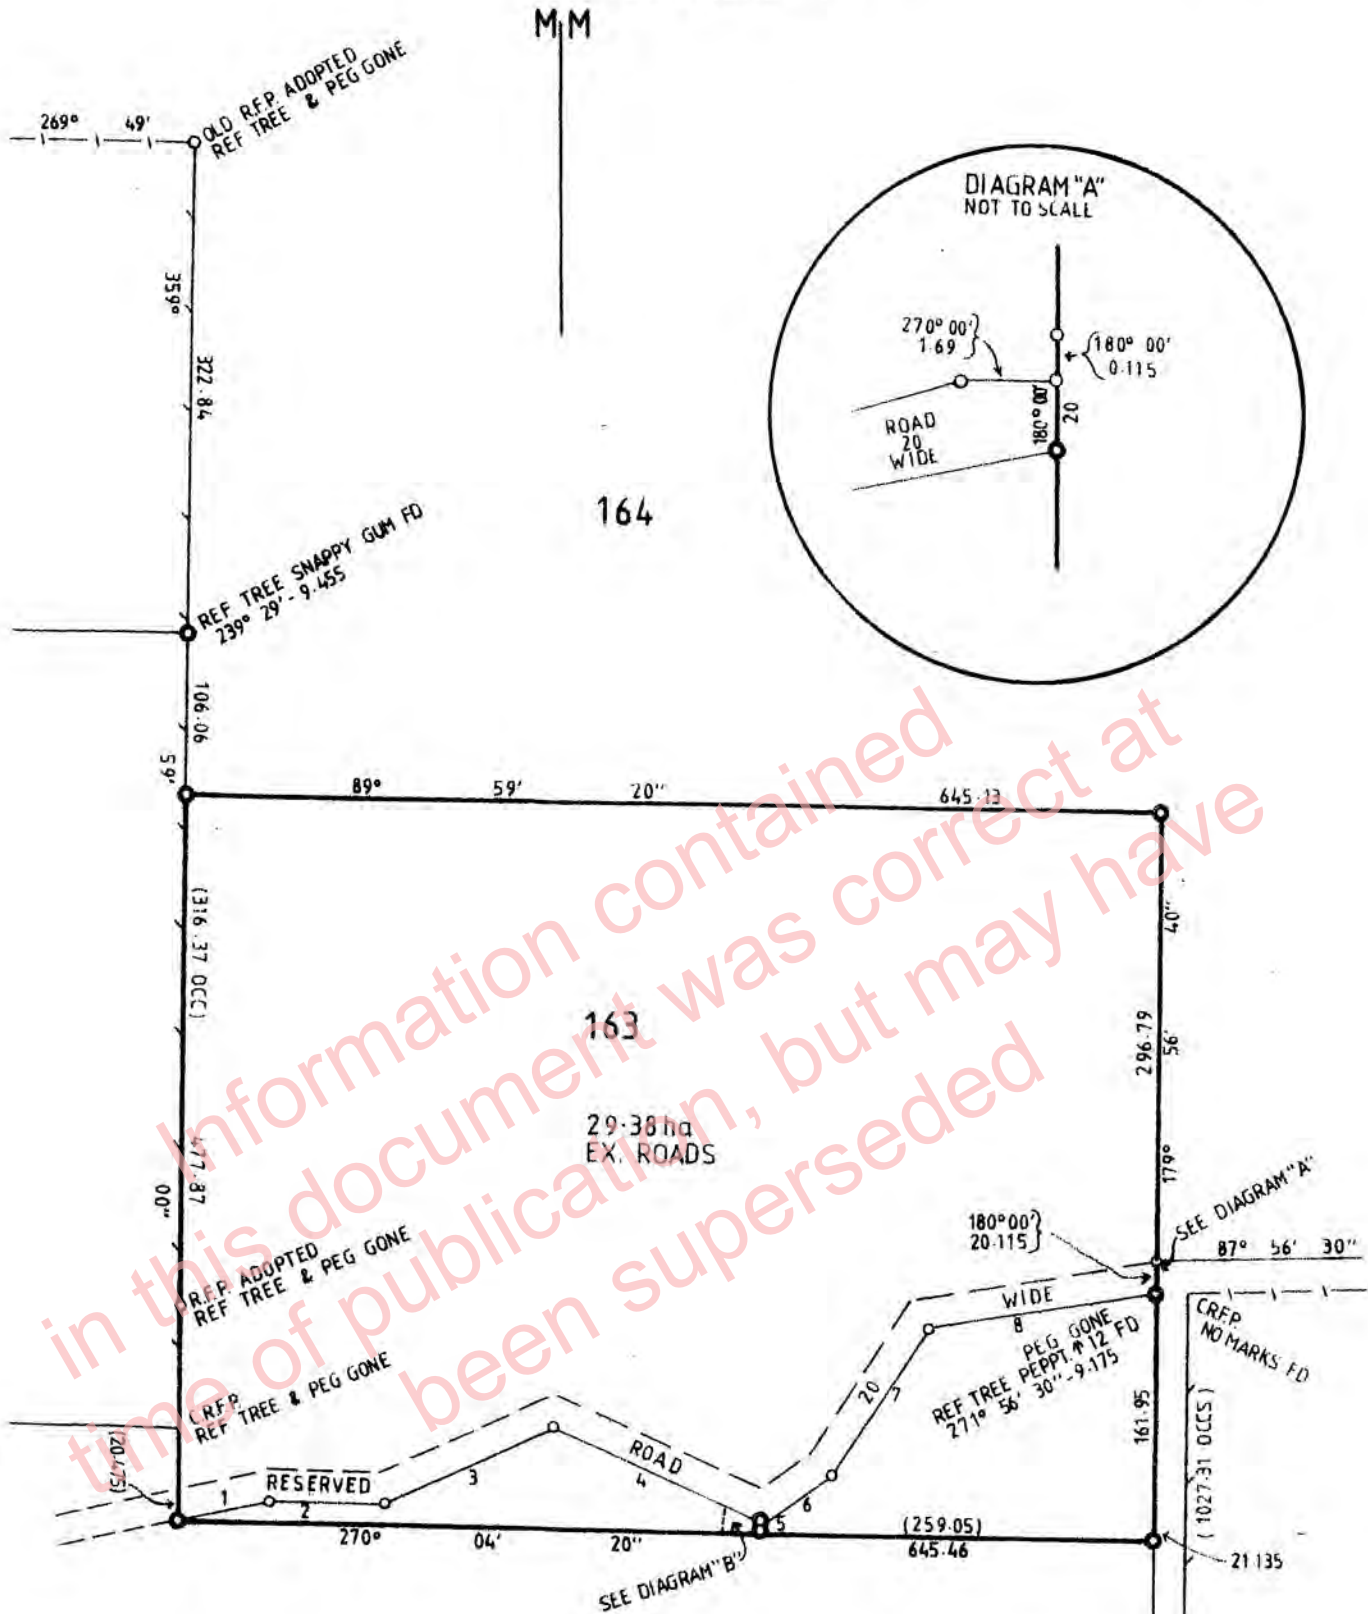 M M
OLD R.F.P. ADOPTED
REF TREE & PEG GONE
269° 49'
DIAGRAM "A"
NOT TO SCALE
270° 00'
1·69
180° 00'
0·115
180° 00'
20
ROAD
20
WIDE
359°
322·84
164
REF TREE SNAPPY GUM FD
239° 29' - 9·455
106·06
59'
89° 59' 20" 645·13
(316·37 OCC)
40"
296·79
56'
179°
163
29·38 ha
EX. ROADS
477·87
00"
R.F.P. ADOPTED
REF TREE & PEG GONE
180° 00'
20·115
SEE DIAGRAM "A"
87° 56' 30"
WIDE
8
PEG GONE
REF TREE PEPPT. ↑ 12 FD
271° 56' 30" - 9·175
C.R.F.P.
NO MARKS FD
C.R.F.P.
REF TREE & PEG GONE
(20·475)
161·95
(1027·31 OCCS)
20
7
ROAD
RESERVED
1
2
3
4
5
6
270° 04' 20"
(259·05)
645·46
SEE DIAGRAM "B"
21·135
Information contained
in this document was correct at
time of publication, but may have
been superseded